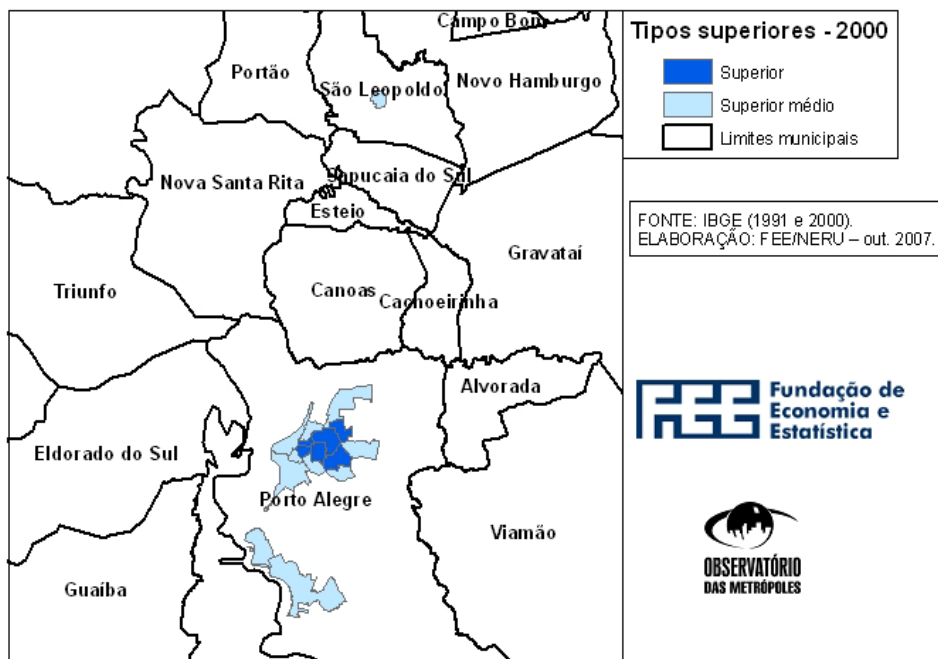 Tipos superiores - 2000
Superior
Superior médio
Limites municipais
FONTE: IBGE (1991 e 2000).
ELABORAÇÃO: FEE/NERU – out. 2007.
Campo Bom
Portão
São Leopoldo
Novo Hamburgo
Nova Santa Rita
Sapucaia do Sul
Esteio
Gravataí
Triunfo
Canoas
Cachoeirinha
Alvorada
Eldorado do Sul
Porto Alegre
Viamão
Guaíba
FEE
Fundação de
Economia e
Estatística
OBSERVATÓRIO
DAS METRÓPOLES